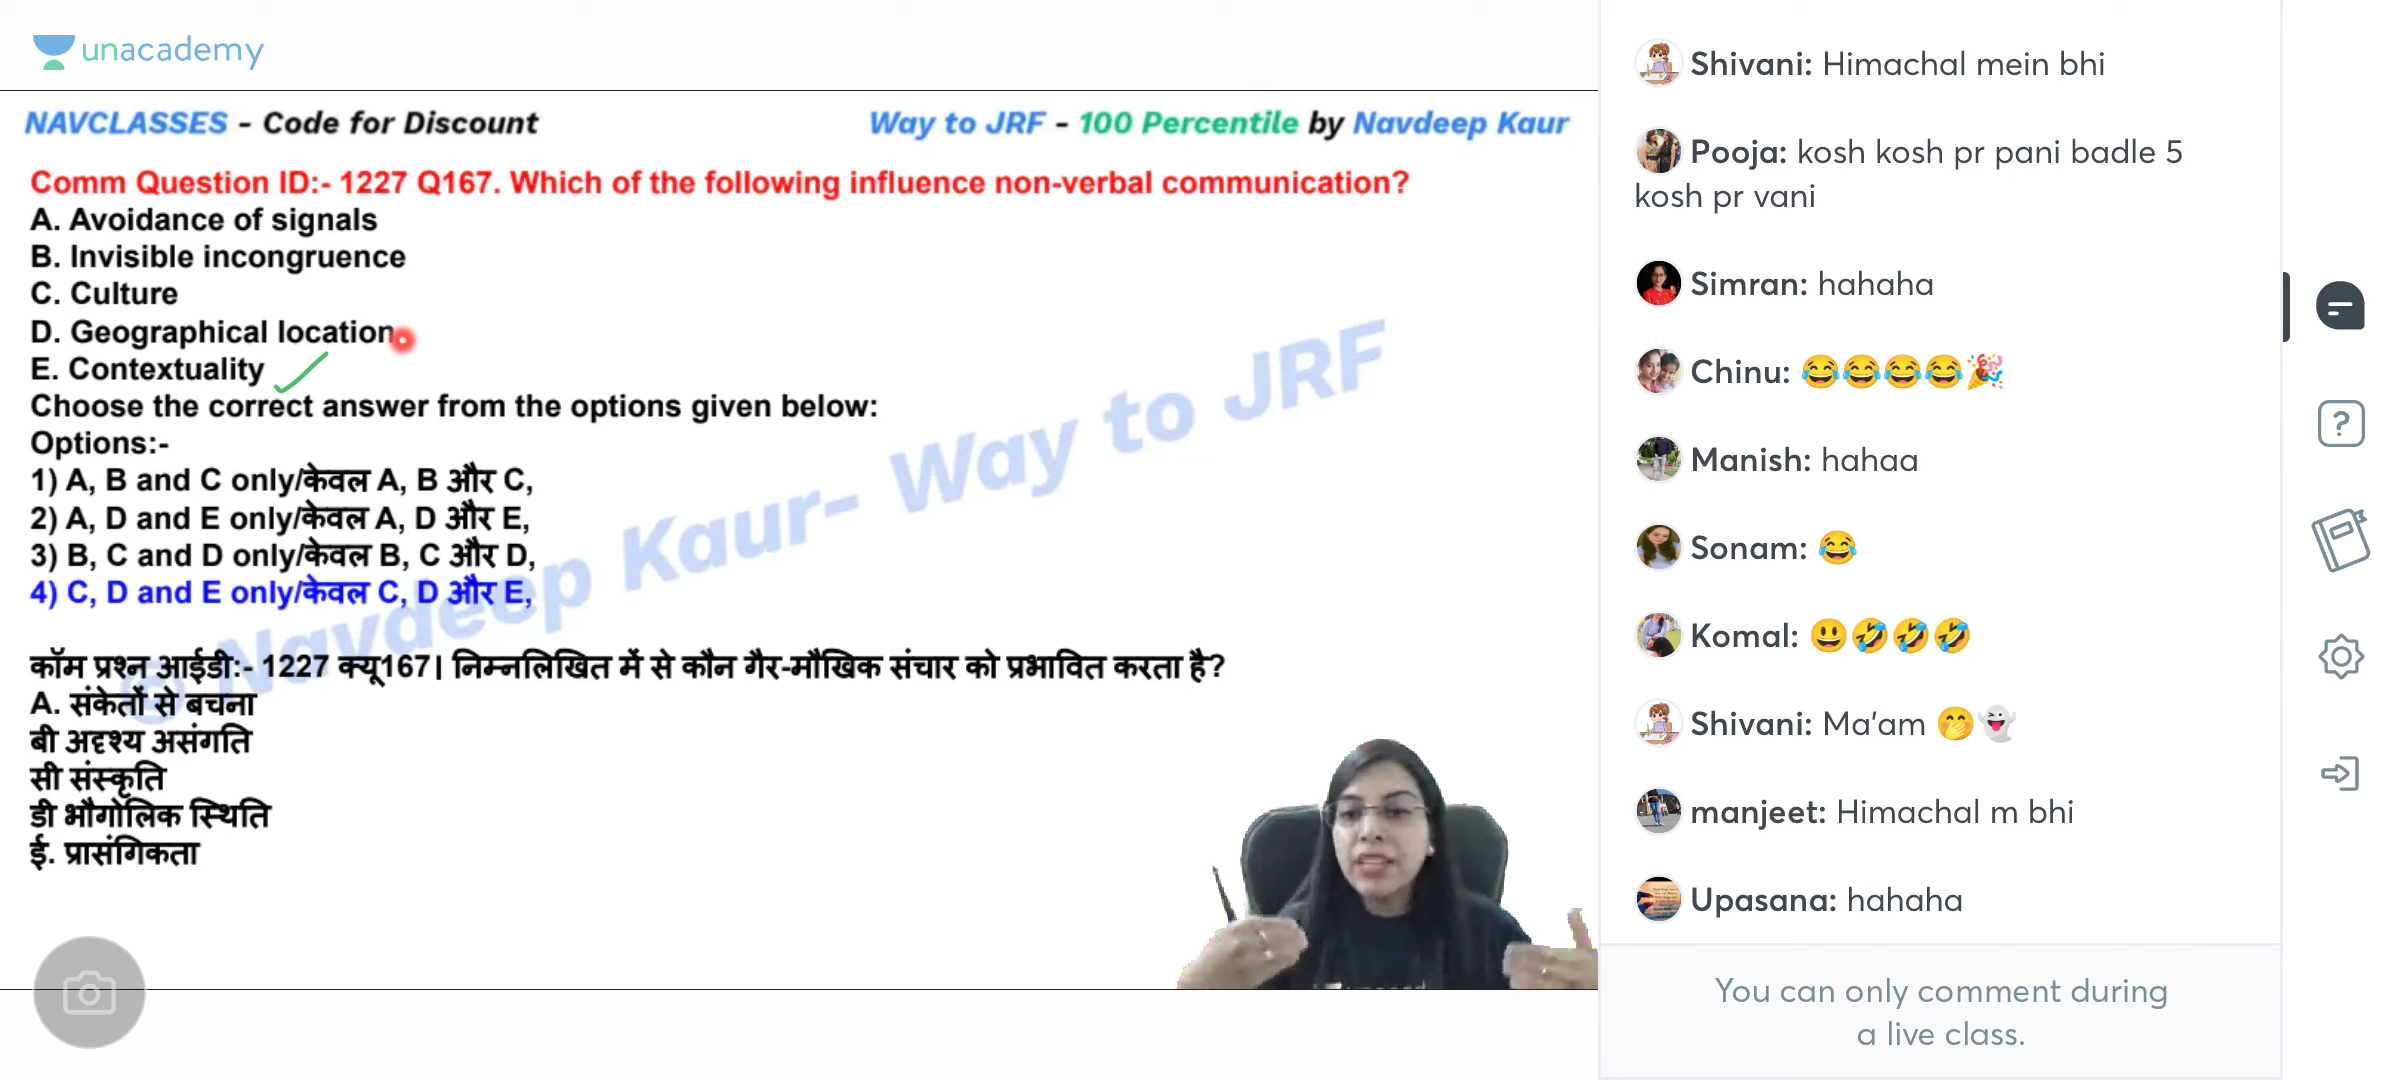 unacademy
NAVCLASSES - Code for Discount
Way to JRF - 100 Percentile by Navdeep Kaur
Comm Question ID:- 1227 Q167. Which of the following influence non-verbal communication?
A. Avoidance of signals
B. Invisible incongruence
C. Culture
D. Geographical location
E. Contextuality
Choose the correct answer from the options given below:
Options:-
1) A, B and C only/केवल A, B और C,
2) A, D and E only/केवल A, D और E,
3) B, C and D only/केवल B, C और D,
4) C, D and E only/केवल C, D और E,
कॉम प्रश्न आईडी:- 1227 क्यू167। निम्नलिखित में से कौन गैर-मौखिक संचार को प्रभावित करता है?
A. संकेतों से बचना
बी अदृश्य असंगति
सी संस्कृति
डी भौगोलिक स्थिति
ई. प्रासंगिकता
© Navdeep Kaur- Way to JRF
Shivani: Himachal mein bhi
Pooja: kosh kosh pr pani badle 5
kosh pr vani
Simran: hahaha
Chinu: 😂😂😂😂🎉
Manish: hahaa
Sonam: 😂
Komal: 😃🤣🤣🤣
Shivani: Ma'am 🤭👻
manjeet: Himachal m bhi
Upasana: hahaha
You can only comment during
a live class.